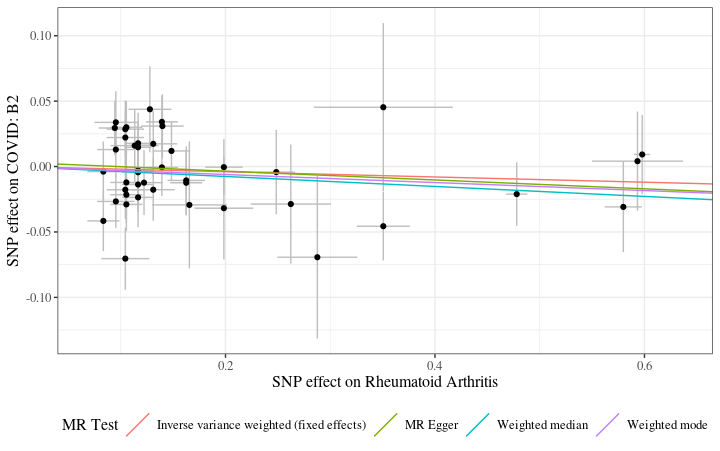 SNP effect on COVID: B2
0.10
0.05
0.00
-0.05
-0.10
0.2
0.4
0.6
SNP effect on Rheumatoid Arthritis
MR Test
Inverse variance weighted (fixed effects)
MR Egger
Weighted median
Weighted mode